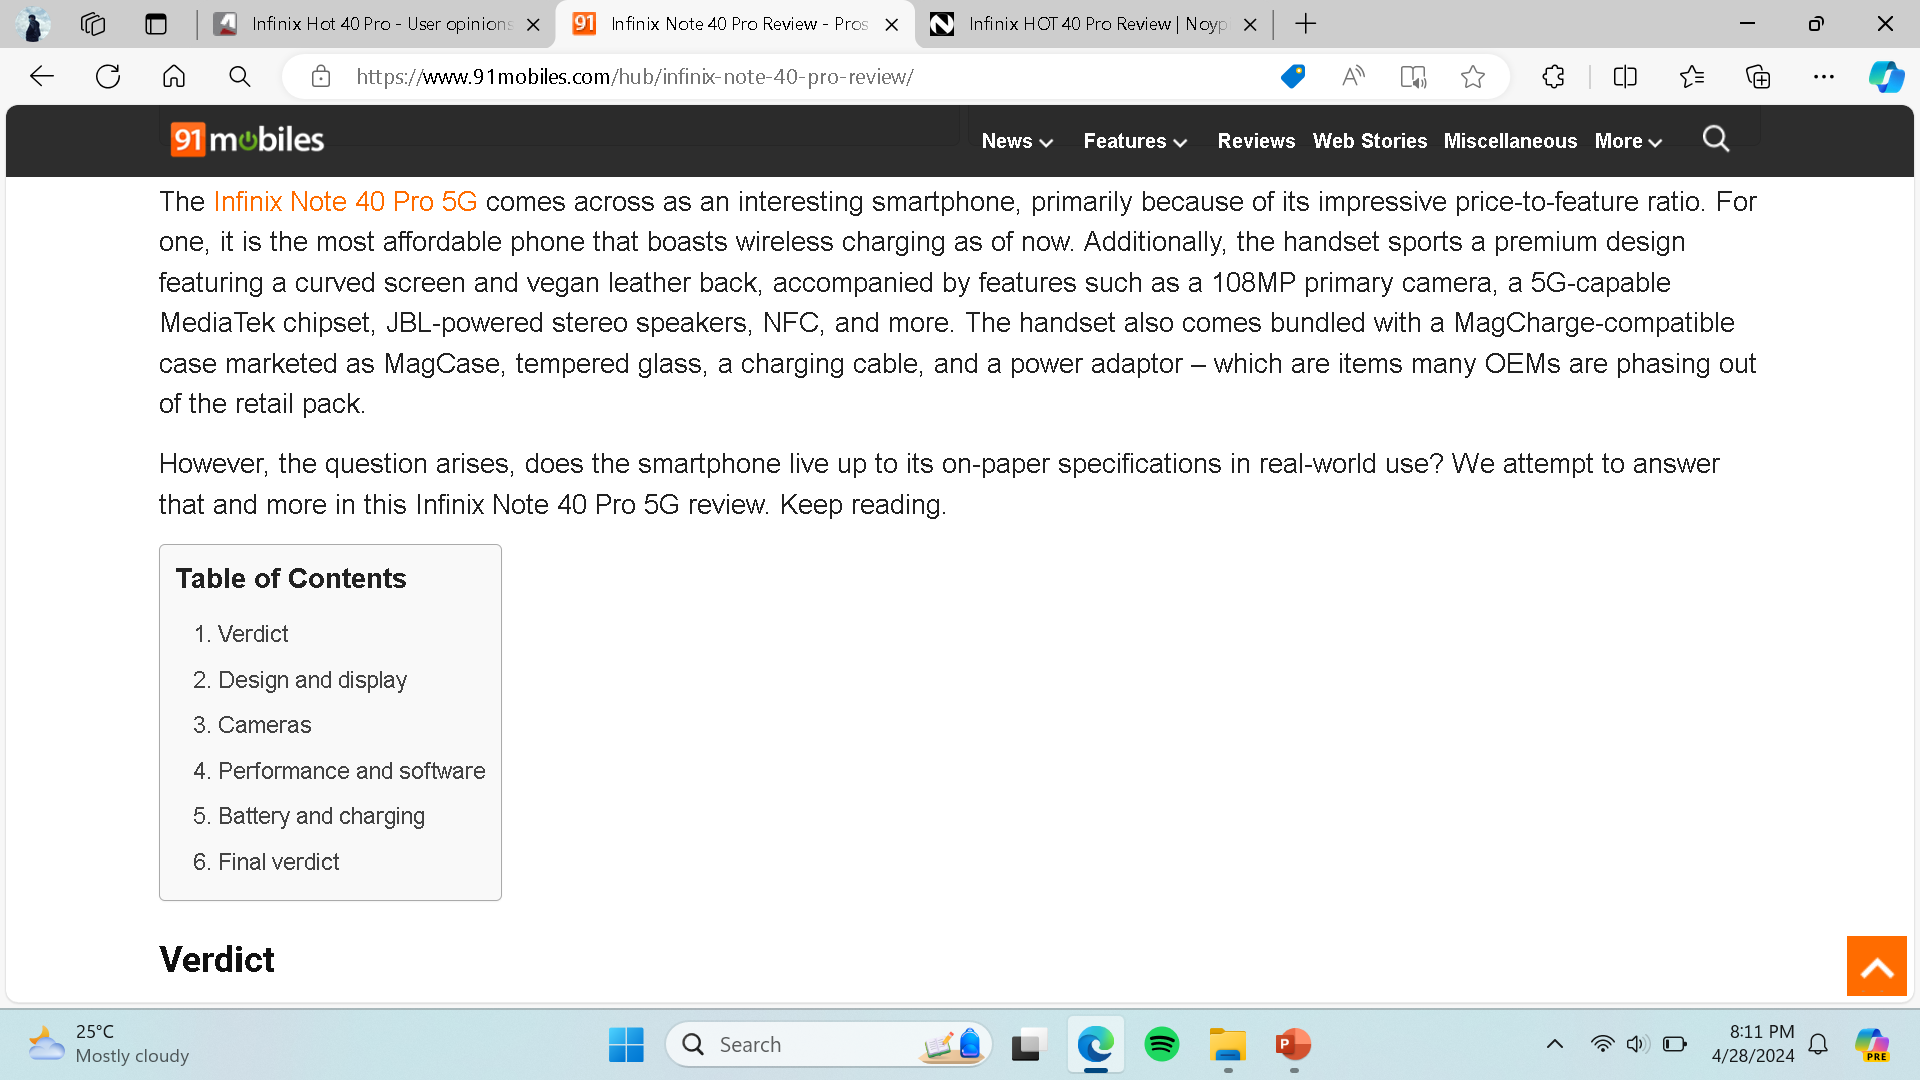 Infinix Hot 40 Pro - User opinions
Infinix Note 40 Pro Review - Pros
Infinix HOT 40 Pro Review | Noyp
https://www.91mobiles.com/hub/infinix-note-40-pro-review/
91mobiles
News
Features
Reviews
Web Stories
Miscellaneous
More
The Infinix Note 40 Pro 5G comes across as an interesting smartphone, primarily because of its impressive price-to-feature ratio. For
one, it is the most affordable phone that boasts wireless charging as of now. Additionally, the handset sports a premium design
featuring a curved screen and vegan leather back, accompanied by features such as a 108MP primary camera, a 5G-capable
MediaTek chipset, JBL-powered stereo speakers, NFC, and more. The handset also comes bundled with a MagCharge-compatible
case marketed as MagCase, tempered glass, a charging cable, and a power adaptor – which are items many OEMs are phasing out
of the retail pack.
However, the question arises, does the smartphone live up to its on-paper specifications in real-world use? We attempt to answer
that and more in this Infinix Note 40 Pro 5G review. Keep reading.
Table of Contents
1. Verdict
2. Design and display
3. Cameras
4. Performance and software
5. Battery and charging
6. Final verdict
Verdict
25°C
Mostly cloudy
Search
8:11 PM
4/28/2024
PRE